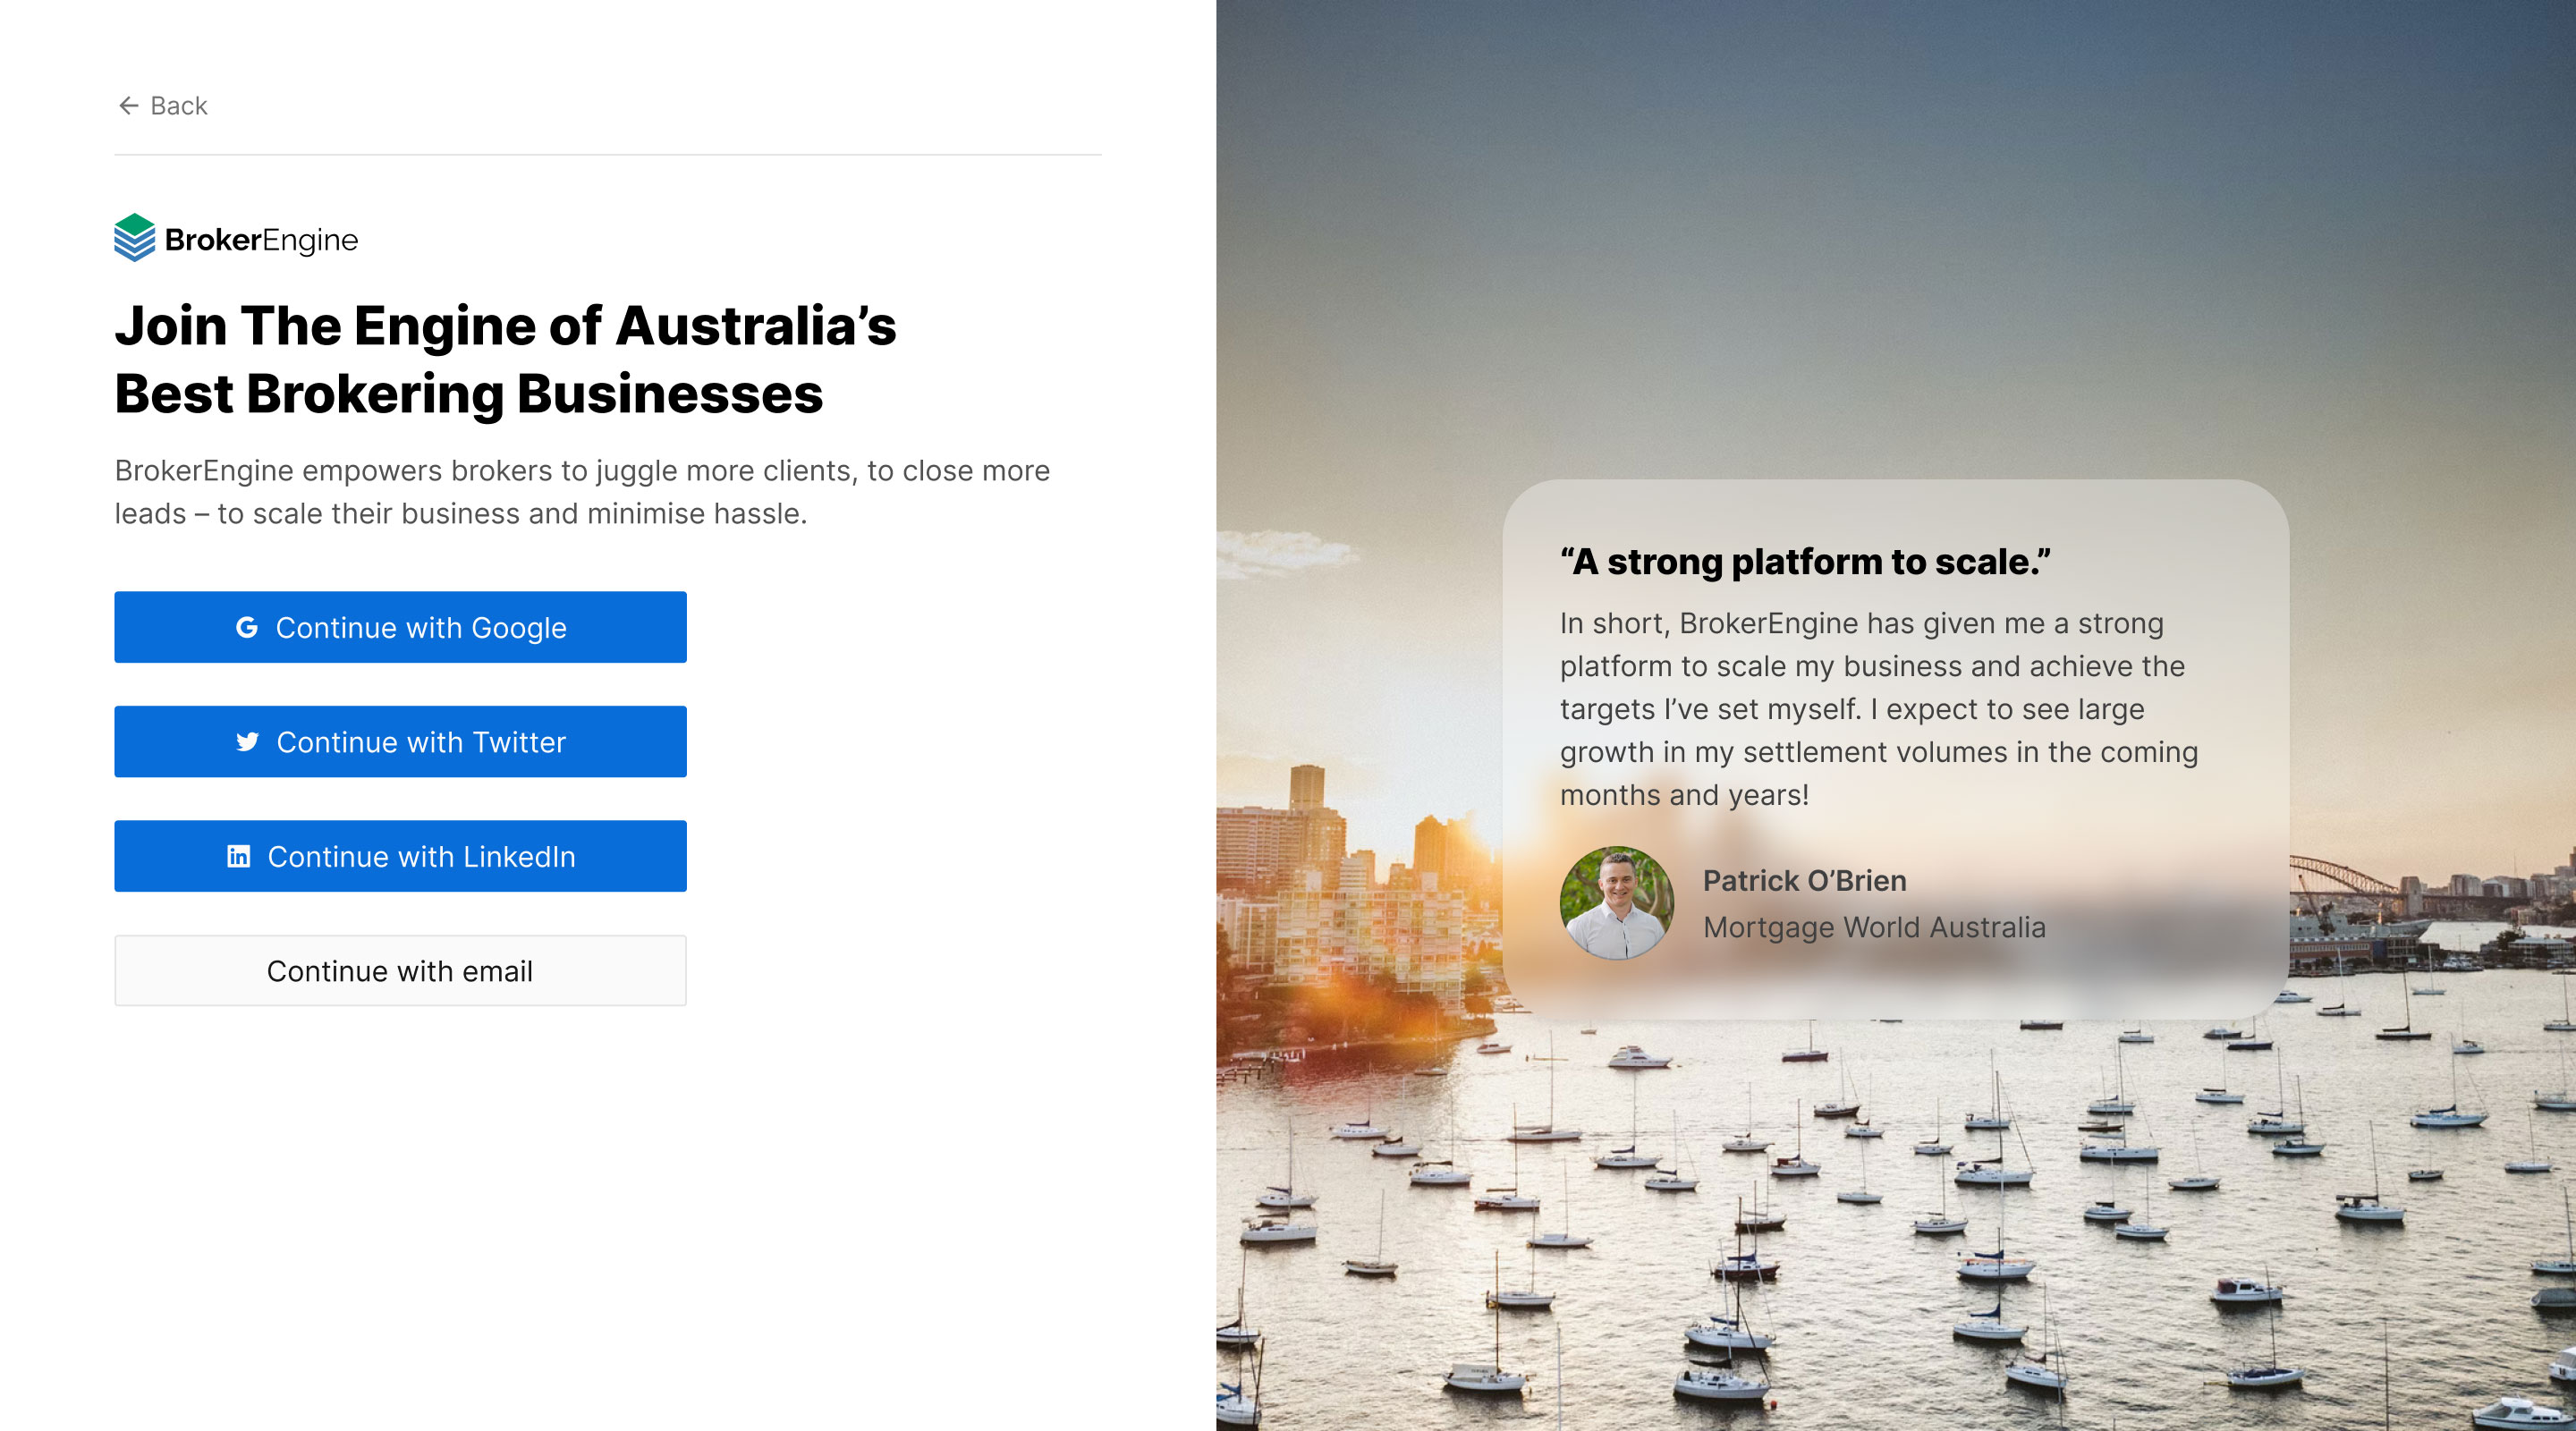 Back
BrokerEngine
Join The Engine of Australia’s
Best Brokering Businesses
BrokerEngine empowers brokers to juggle more clients, to close more
leads – to scale their business and minimise hassle.
Continue with Google
Continue with Twitter
Continue with LinkedIn
Continue with email
“A strong platform to scale.”
In short, BrokerEngine has given me a strong
platform to scale my business and achieve the
targets I’ve set myself. I expect to see large
growth in my settlement volumes in the coming
months and years!
Patrick O’Brien
Mortgage World Australia